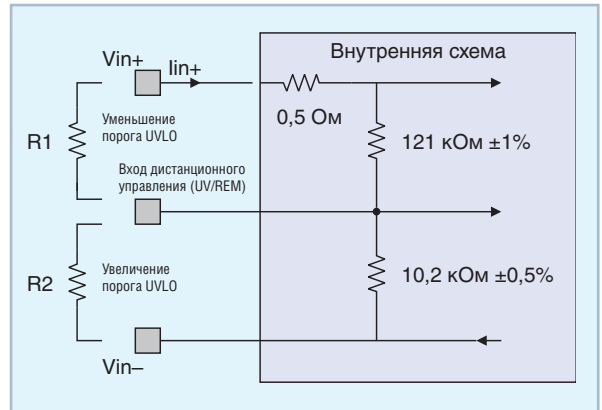 Внутренняя схема
Vin+
Iin+
0,5 Ом
R1
Уменьшение
порога UVLO
121 кОм ±1%
Вход дистанционного
управления (UV/REM)
R2
Увеличение
порога UVLO
10,2 кОм ±0,5%
Vin–